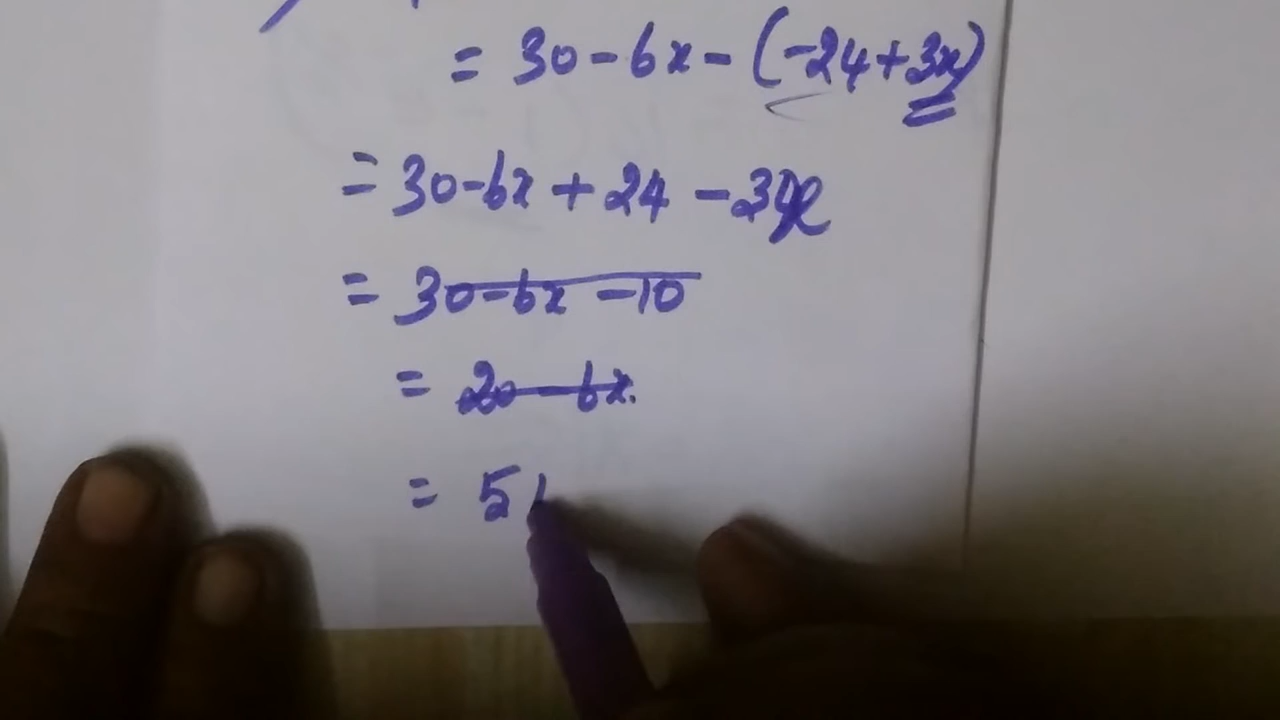 = 30 - 6x - (-24 + 3x)
= 30 - 6x + 24 - 3x
= 30 - 6x - 10
= 20 - 6x.
= 5